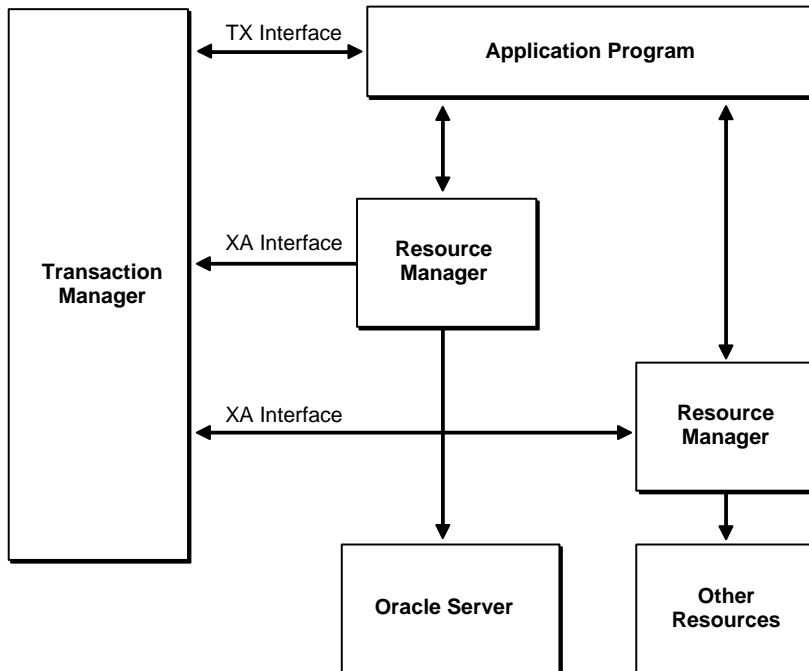 TX Interface
Application Program
XA Interface
Resource
Manager
Transaction
Manager
XA Interface
Resource
Manager
Oracle Server
Other
Resources